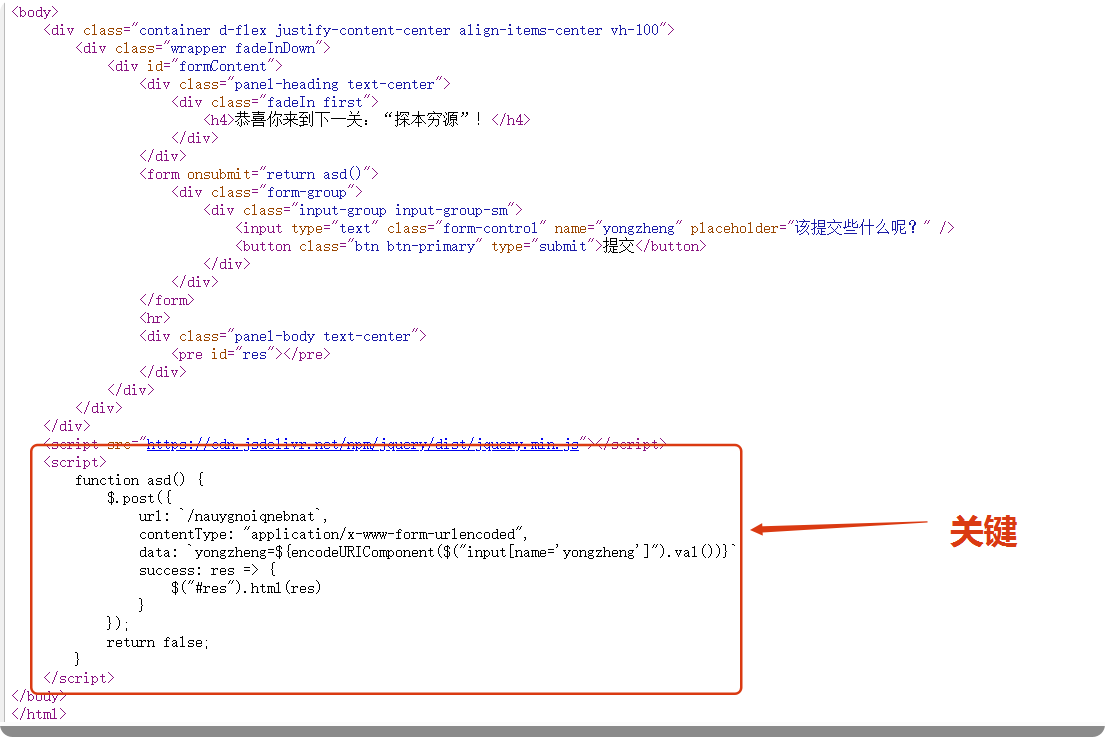 <body>
<div class="container d-flex justify-content-center align-items-center vh-100">
<div class="wrapper fadeInDown">
<div id="formContent">
<div class="panel-heading text-center">
<div class="fadeIn first">
<h4>恭喜你来到下一关：“探本穷源”！</h4>
</div>
</div>
<form onsubmit="return asd()">
<div class="form-group">
<div class="input-group input-group-sm">
<input type="text" class="form-control" name="yongzheng" placeholder="该提交些什么呢？" />
<button class="btn btn-primary" type="submit">提交</button>
</div>
</div>
</form>
<hr>
<div class="panel-body text-center">
<pre id="res"></pre>
</div>
</div>
</div>
</div>
<script src="https://cdn.jsdelivr.net/npm/jquery/dist/jquery.min.js"></script>
<script>
function asd() {
$.post({
url: `/nauygnoiqnebnat`,
contentType: "application/x-www-form-urlencoded",
data: `yongzheng=${encodeURIComponent($("input[name='yongzheng']").val())}`
success: res => {
$("#res").html(res)
}
});
return false;
}
</script>
</body>
</html>
关键